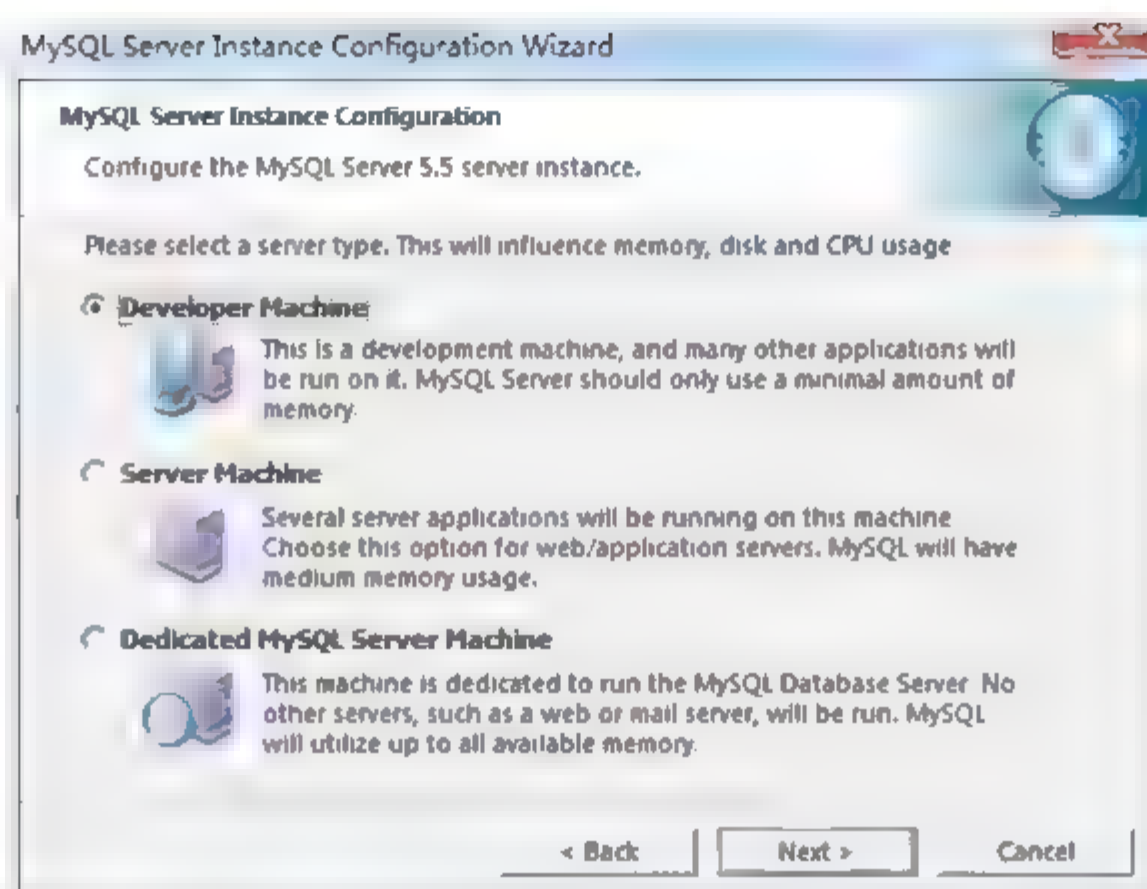 MySQL Server Instance Configuration Wizard
MySQL Server Instance Configuration
Configure the MySQL Server 5.5 server instance.
Please select a server type. This will influence memory, disk and CPU usage
Developer Machine
This is a development machine, and many other applications will
be run on it. MySQL Server should only use a minimal amount of
memory.
Server Machine
Several server applications will be running on this machine
Choose this option for web/application servers. MySQL will have
medium memory usage.
Dedicated MySQL Server Machine
This machine is dedicated to run the MySQL Database Server No
other servers, such as a web or mail server, will be run. MySQL
will utilize up to all available memory.
< Back Next > Cancel